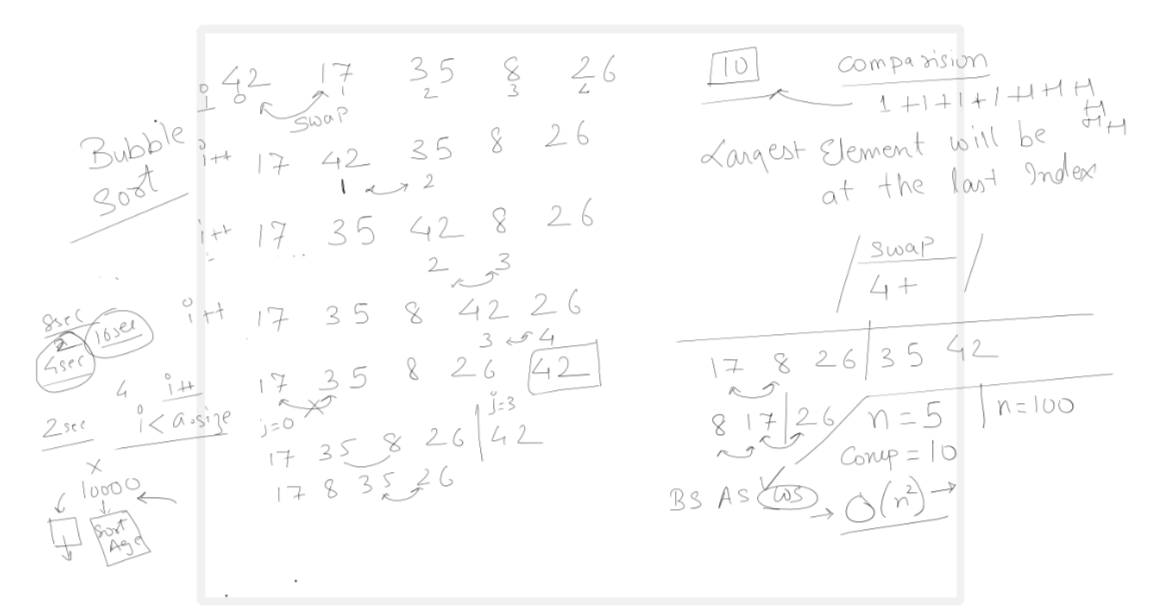 42 17 35 8 26
i 0 1 2 3 4
swap
Bubble
Sort
i++ 17 42 35 8 26
1 2
i++ 17 35 42 8 26
2 3
i++ 17 35 8 42 26
3 4
i++ 17 35 8 26 42
j=0 j=3
17 35 8 26 | 42
17 8 35 26
8sec
2 16sec
4sec
4
2sec i < a.size
x
10000
Sort
Age
10 Comparision
1+1+1+1+1+1+1
Largest Element will be
at the last Index
swap
4+
17 8 26 | 35 42
8 17 | 26
n = 5 | n=100
Comp = 10
BS AS WS → O(n²) →